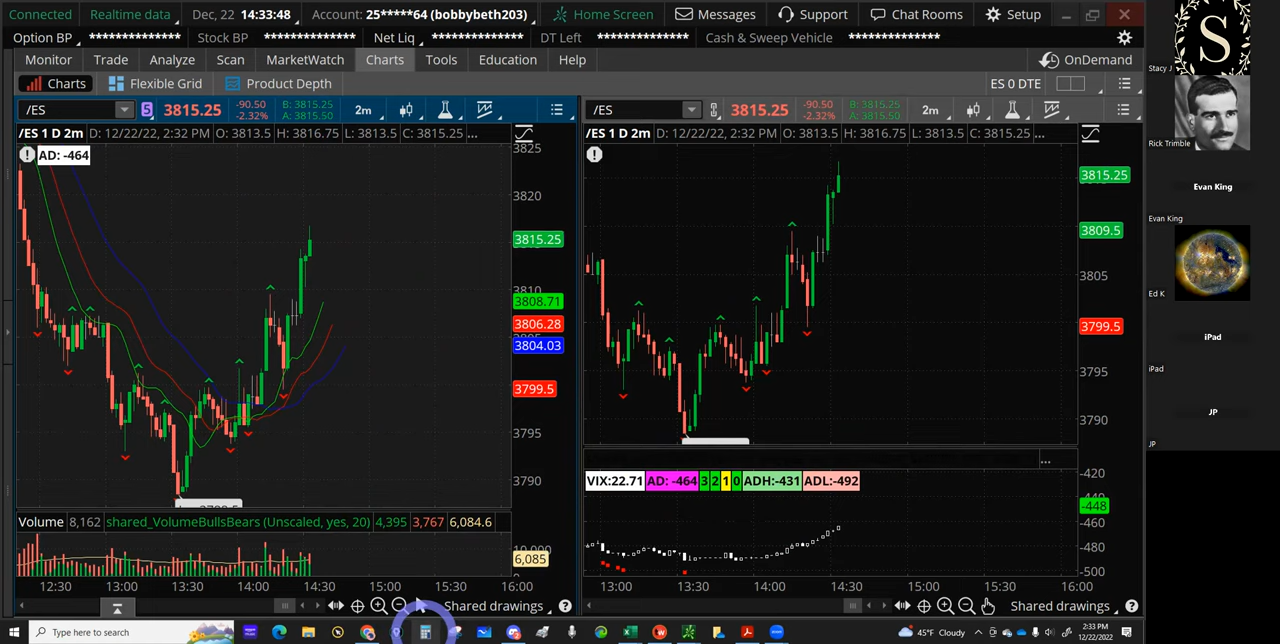 Connected Realtime data Dec, 22 14:33:48 Account: 25*****64 (bobbybeth203) Home Screen Messages Support Chat Rooms Setup
Option BP ************** Stock BP ************** Net Liq ************** DT Left ************** Cash & Sweep Vehicle **************
Monitor Trade Analyze Scan MarketWatch Charts Tools Education Help OnDemand
Charts Flexible Grid Product Depth ES 0 DTE
/ES 5 3815.25 -90.50 -2.32% B: 3815.25 A: 3815.50 2m
/ES 3815.25 -90.50 -2.32% B: 3815.25 A: 3815.50 2m
/ES 1 D 2m D: 12/22/22, 2:32 PM O: 3813.5 H: 3816.75 L: 3813.5 C: 3815.25 ...
/ES 1 D 2m D: 12/22/22, 2:32 PM O: 3813.5 H: 3816.75 L: 3813.5 C: 3815.25 ...
AD: -464
3825
3820
3815.25
3808.71
3806.28
3804.03
3799.5
3795
3790
3815.25
3809.5
3805
3799.5
3795
3790
VIX:22.71 AD: -464 3 2 1 0 ADH:-431 ADL:-492
-420
-448
-460
-480
-500
Volume 8,162 shared_VolumeBullsBears (Unscaled, yes, 20) 4,395 3,767 6,084.6
6,085
12:30 13:00 13:30 14:00 14:30 15:00 15:30 16:00
13:00 13:30 14:00 14:30 15:00 15:30 16:00
Shared drawings
Shared drawings
Type here to search
45°F Cloudy
2:33 PM
12/22/2022
S
Stacy J
Rick Trimble
Evan King
Evan King
Ed K
iPad
iPad
JP
JP